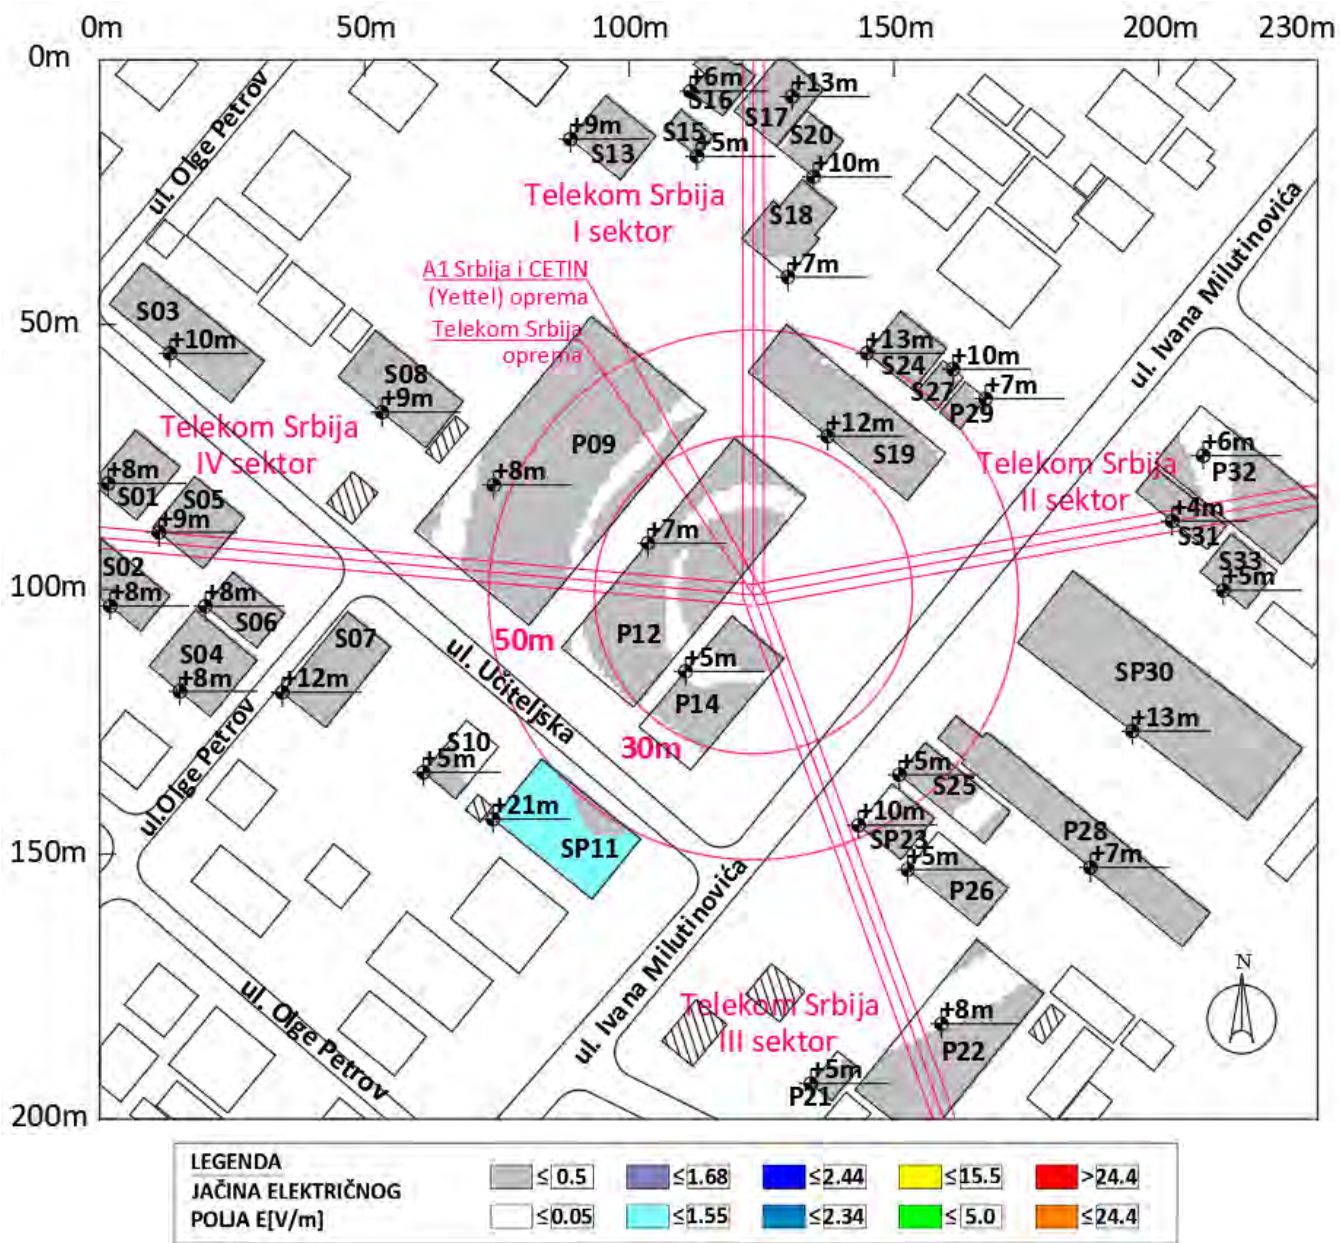 0m
50m
100m
150m
200m
230m
0m
50m
100m
150m
200m
ul. Olge Petrov
+6m
S16
+13m
S17
+9m
S13
S15
+5m
S20
+10m
Telekom Srbija
I sektor
S18
+7m
ul. Ivana Milutinovića
A1 Srbija i CETIN
(Yettel) oprema
Telekom Srbija
oprema
S03
+10m
S08
+9m
+13m
S24
+10m
S27
+7m
P29
P09
+8m
+12m
S19
Telekom Srbija
IV sektor
Telekom Srbija
II sektor
+6m
P32
+8m
S01
S05
+9m
+7m
+4m
S31
S33
+5m
S02
+8m
+8m
S06
S07
S04
+8m
+12m
50m
P12
+5m
P14
30m
ul. Učiteljska
SP30
+13m
ul.Olge Petrov
S10
+5m
+21m
SP11
+5m
S25
+10m
SP23
+5m
P26
P28
+7m
ul. Ivana Milutinovića
ul. Olge Petrov
Telekom Srbija
III sektor
+8m
P22
+5m
P21
N
LEGENDA
JAČINA ELEKTRIČNOG
POLJA E[V/m]
≤0.5
≤1.68
≤2.44
≤15.5
>24.4
≤0.05
≤1.55
≤2.34
≤5.0
≤24.4